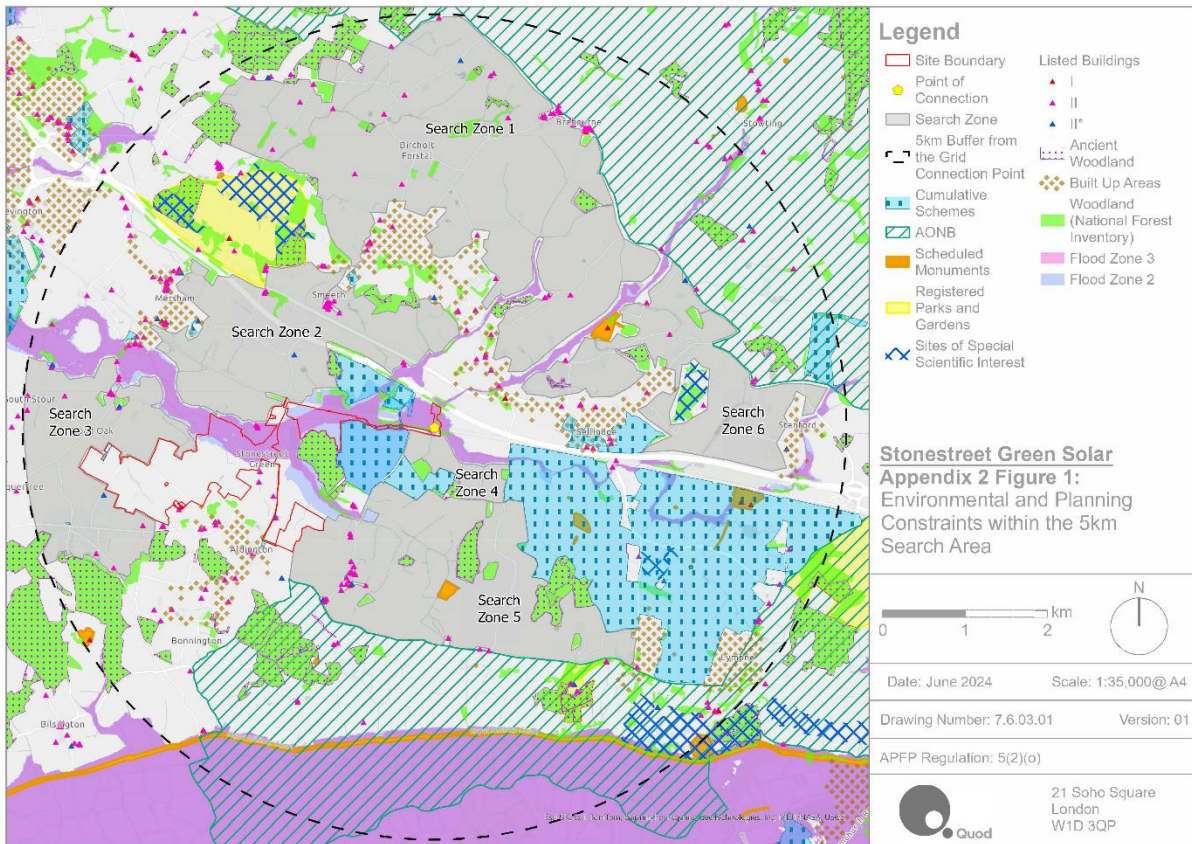 Search Zone 1
Brabourne
Stowting
Bircholt
Forstal
Mersham
Smeeth
Search Zone 2
South Stour
Search
Zone 3
Stonestreet
Green
Sellindge
Search
Zone 6
Stanford
Search
Zone 4
Aldington
Search
Zone 5
Bonnington
Lympne
Bilsington
Legend
Site Boundary
Point of
Connection
Search Zone
5km Buffer from
the Grid
Connection Point
Cumulative
Schemes
AONB
Scheduled
Monuments
Registered
Parks and
Gardens
Sites of Special
Scientific Interest
Listed Buildings
I
II
II*
Ancient
Woodland
Built Up Areas
Woodland
(National Forest
Inventory)
Flood Zone 3
Flood Zone 2
Stonestreet Green Solar
Appendix 2 Figure 1:
Environmental and Planning
Constraints within the 5km
Search Area
km
0 1 2
N
Date: June 2024
Scale: 1:35,000@ A4
Drawing Number: 7.6.03.01
Version: 01
APFP Regulation: 5(2)(o)
Quod
21 Soho Square
London
W1D 3QP